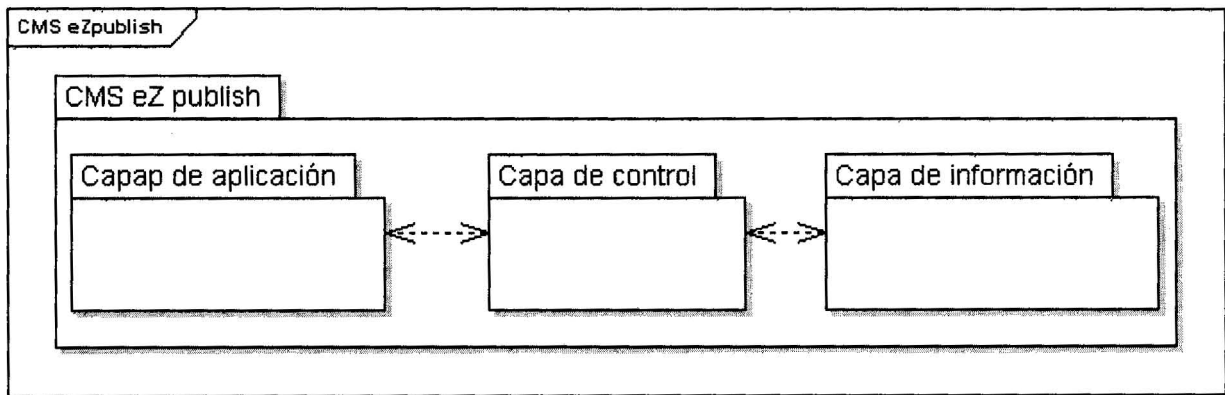 CMS eZpublish
CMS eZ publish
Capap de aplicación
Capa de control
Capa de información